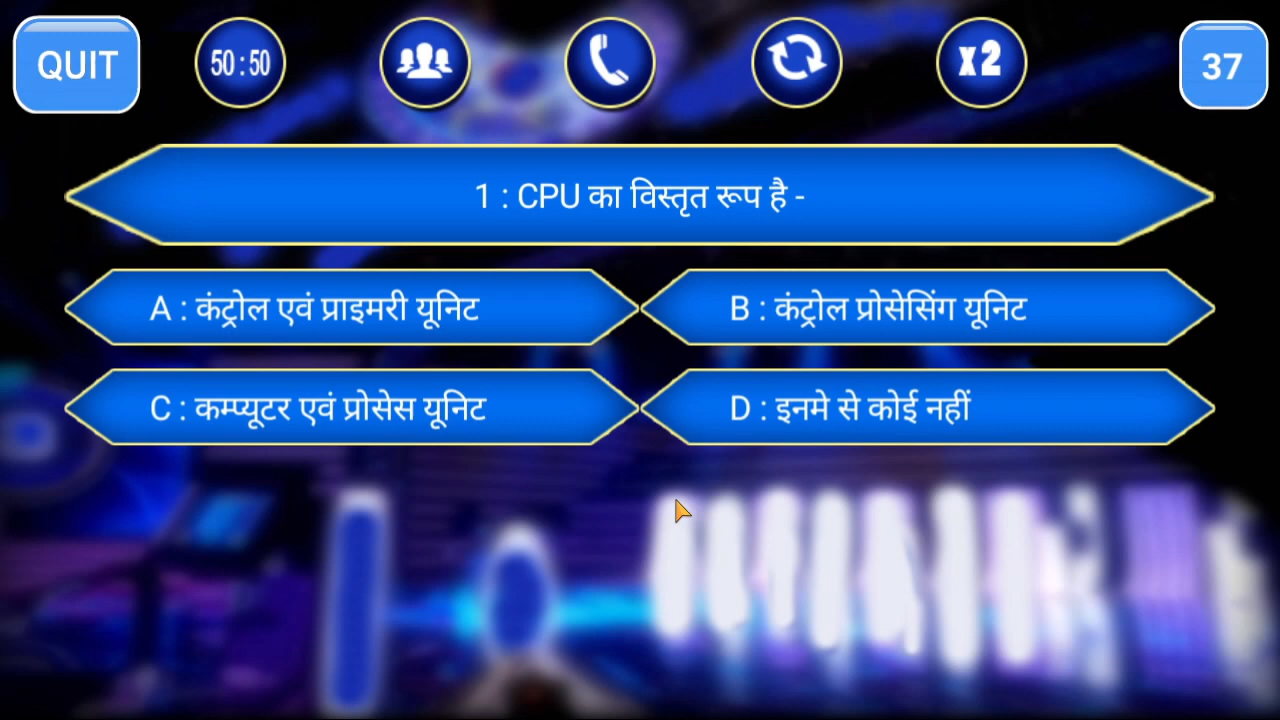 QUIT
50:50
x2
37
1 : CPU का विस्तृत रूप है -
A : कंट्रोल एवं प्राइमरी यूनिट
B : कंट्रोल प्रोसेसिंग यूनिट
C : कम्प्यूटर एवं प्रोसेस यूनिट
D : इनमे से कोई नहीं